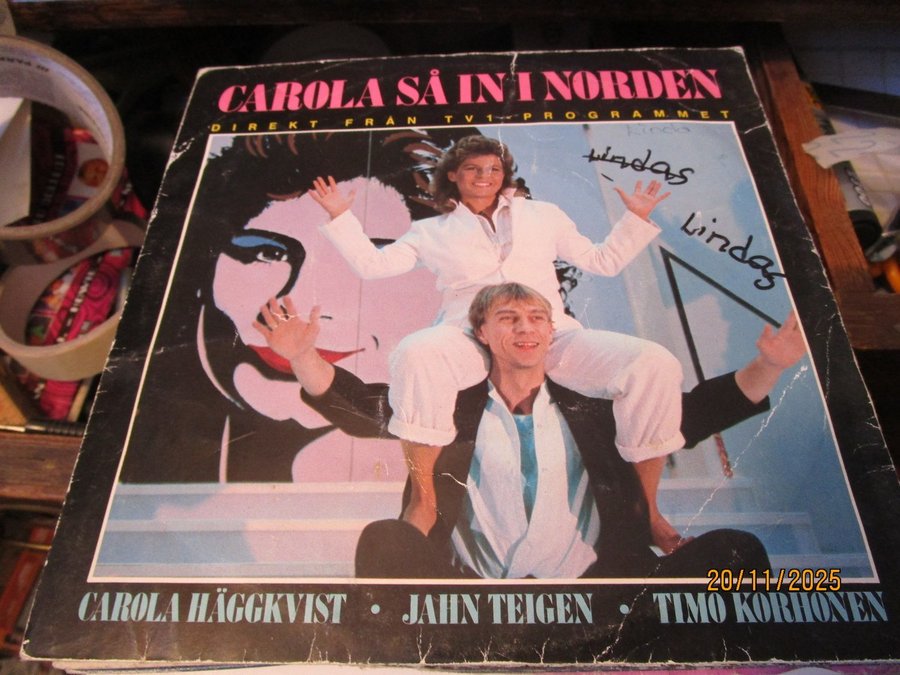 CAROLA SÅ IN I NORDEN
DIREKT FRÅN TV1-PROGRAMMET
Linda
Lindas
Lindas
20/11/2025
CAROLA HÄGGKVIST • JAHN TEIGEN • TIMO KORHONEN